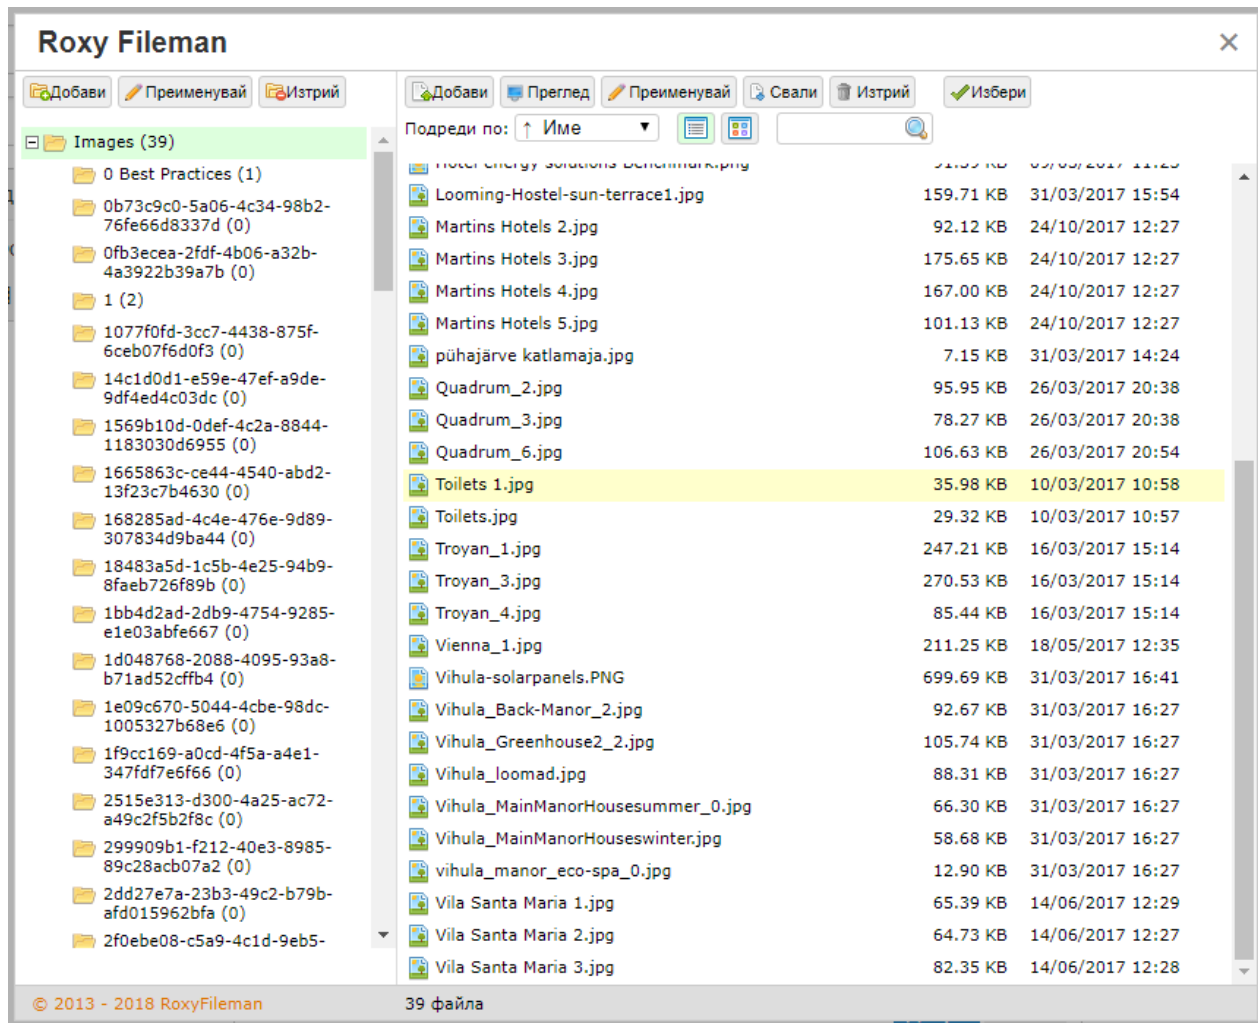 Roxy Fileman
Добави Преименувай Изтрий
Images (39)
0 Best Practices (1)
0b73c9c0-5a06-4c34-98b2-
76fe66d8337d (0)
0fb3ecea-2fdf-4b06-a32b-
4a3922b39a7b (0)
1 (2)
1077f0fd-3cc7-4438-875f-
6ceb07f6d0f3 (0)
14c1d0d1-e59e-47ef-a9de-
9df4ed4c03dc (0)
1569b10d-0def-4c2a-8844-
1183030d6955 (0)
1665863c-ce44-4540-abd2-
13f23c7b4630 (0)
168285ad-4c4e-476e-9d89-
307834d9ba44 (0)
18483a5d-1c5b-4e25-94b9-
8faeb726f89b (0)
1bb4d2ad-2db9-4754-9285-
e1e03abfe667 (0)
1d048768-2088-4095-93a8-
b71ad52cffb4 (0)
1e09c670-5044-4cbe-98dc-
1005327b68e6 (0)
1f9cc169-a0cd-4f5a-a4e1-
347fdf7e6f66 (0)
2515e313-d300-4a25-ac72-
a49c2f5b2f8c (0)
299909b1-f212-40e3-8985-
89c28acb07a2 (0)
2dd27e7a-23b3-49c2-b79b-
afd015962bfa (0)
2f0ebe08-c5a9-4c1d-9eb5-
Добави Преглед Преименувай Свали Изтрий Избери
Подреди по: ↑ Име
Hotel energy solutions Benchmark.png 91.39 KB 09/03/2017 11:23
Looming-Hostel-sun-terrace1.jpg 159.71 KB 31/03/2017 15:54
Martins Hotels 2.jpg 92.12 KB 24/10/2017 12:27
Martins Hotels 3.jpg 175.65 KB 24/10/2017 12:27
Martins Hotels 4.jpg 167.00 KB 24/10/2017 12:27
Martins Hotels 5.jpg 101.13 KB 24/10/2017 12:27
pühajärve katlamaja.jpg 7.15 KB 31/03/2017 14:24
Quadrum_2.jpg 95.95 KB 26/03/2017 20:38
Quadrum_3.jpg 78.27 KB 26/03/2017 20:38
Quadrum_6.jpg 106.63 KB 26/03/2017 20:54
Toilets 1.jpg 35.98 KB 10/03/2017 10:58
Toilets.jpg 29.32 KB 10/03/2017 10:57
Troyan_1.jpg 247.21 KB 16/03/2017 15:14
Troyan_3.jpg 270.53 KB 16/03/2017 15:14
Troyan_4.jpg 85.44 KB 16/03/2017 15:14
Vienna_1.jpg 211.25 KB 18/05/2017 12:35
Vihula-solarpanels.PNG 699.69 KB 31/03/2017 16:41
Vihula_Back-Manor_2.jpg 92.67 KB 31/03/2017 16:27
Vihula_Greenhouse2_2.jpg 105.74 KB 31/03/2017 16:27
Vihula_loomad.jpg 88.31 KB 31/03/2017 16:27
Vihula_MainManorHousesummer_0.jpg 66.30 KB 31/03/2017 16:27
Vihula_MainManorHouseswinter.jpg 58.68 KB 31/03/2017 16:27
vihula_manor_eco-spa_0.jpg 12.90 KB 31/03/2017 16:27
Vila Santa Maria 1.jpg 65.39 KB 14/06/2017 12:29
Vila Santa Maria 2.jpg 64.73 KB 14/06/2017 12:27
Vila Santa Maria 3.jpg 82.35 KB 14/06/2017 12:28
© 2013 - 2018 RoxyFileman
39 файла